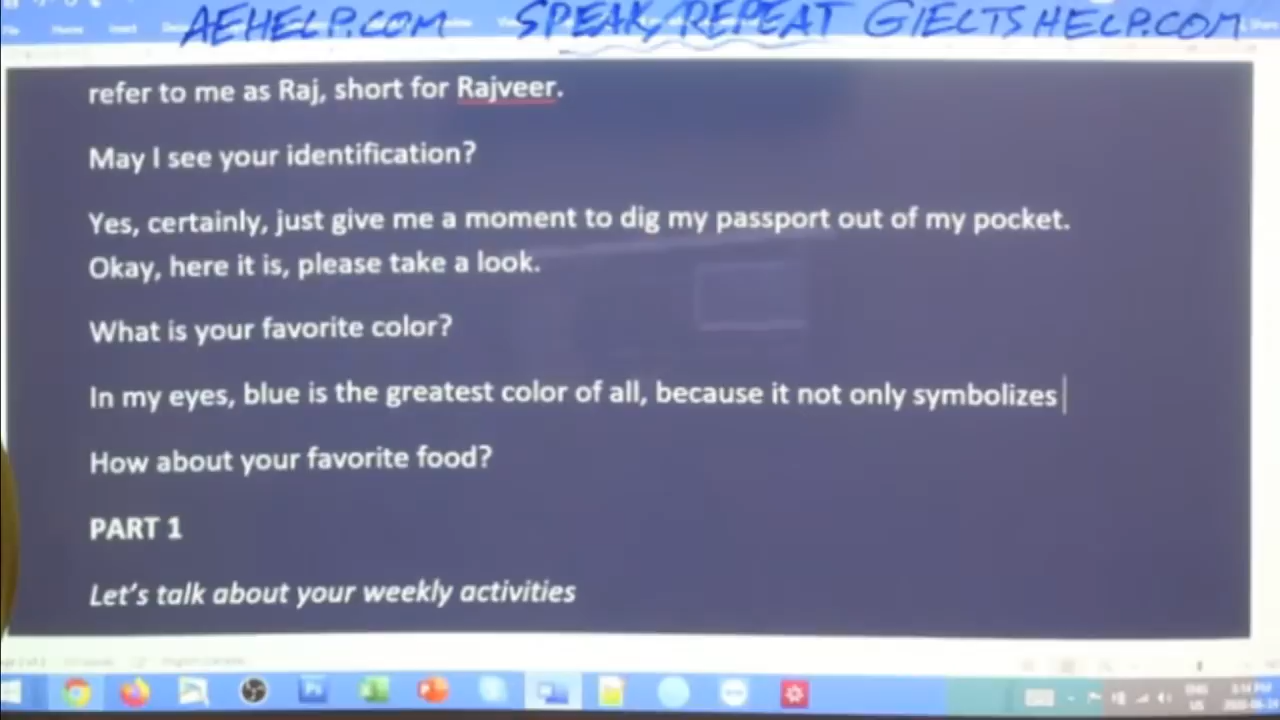 AEHELP.COM SPEAK/REPEAT GIELTSHELP.COM
File Home Insert
refer to me as Raj, short for Rajveer.
May I see your identification?
Yes, certainly, just give me a moment to dig my passport out of my pocket.
Okay, here it is, please take a look.
What is your favorite color?
In my eyes, blue is the greatest color of all, because it not only symbolizes
How about your favorite food?
PART 1
Let's talk about your weekly activities